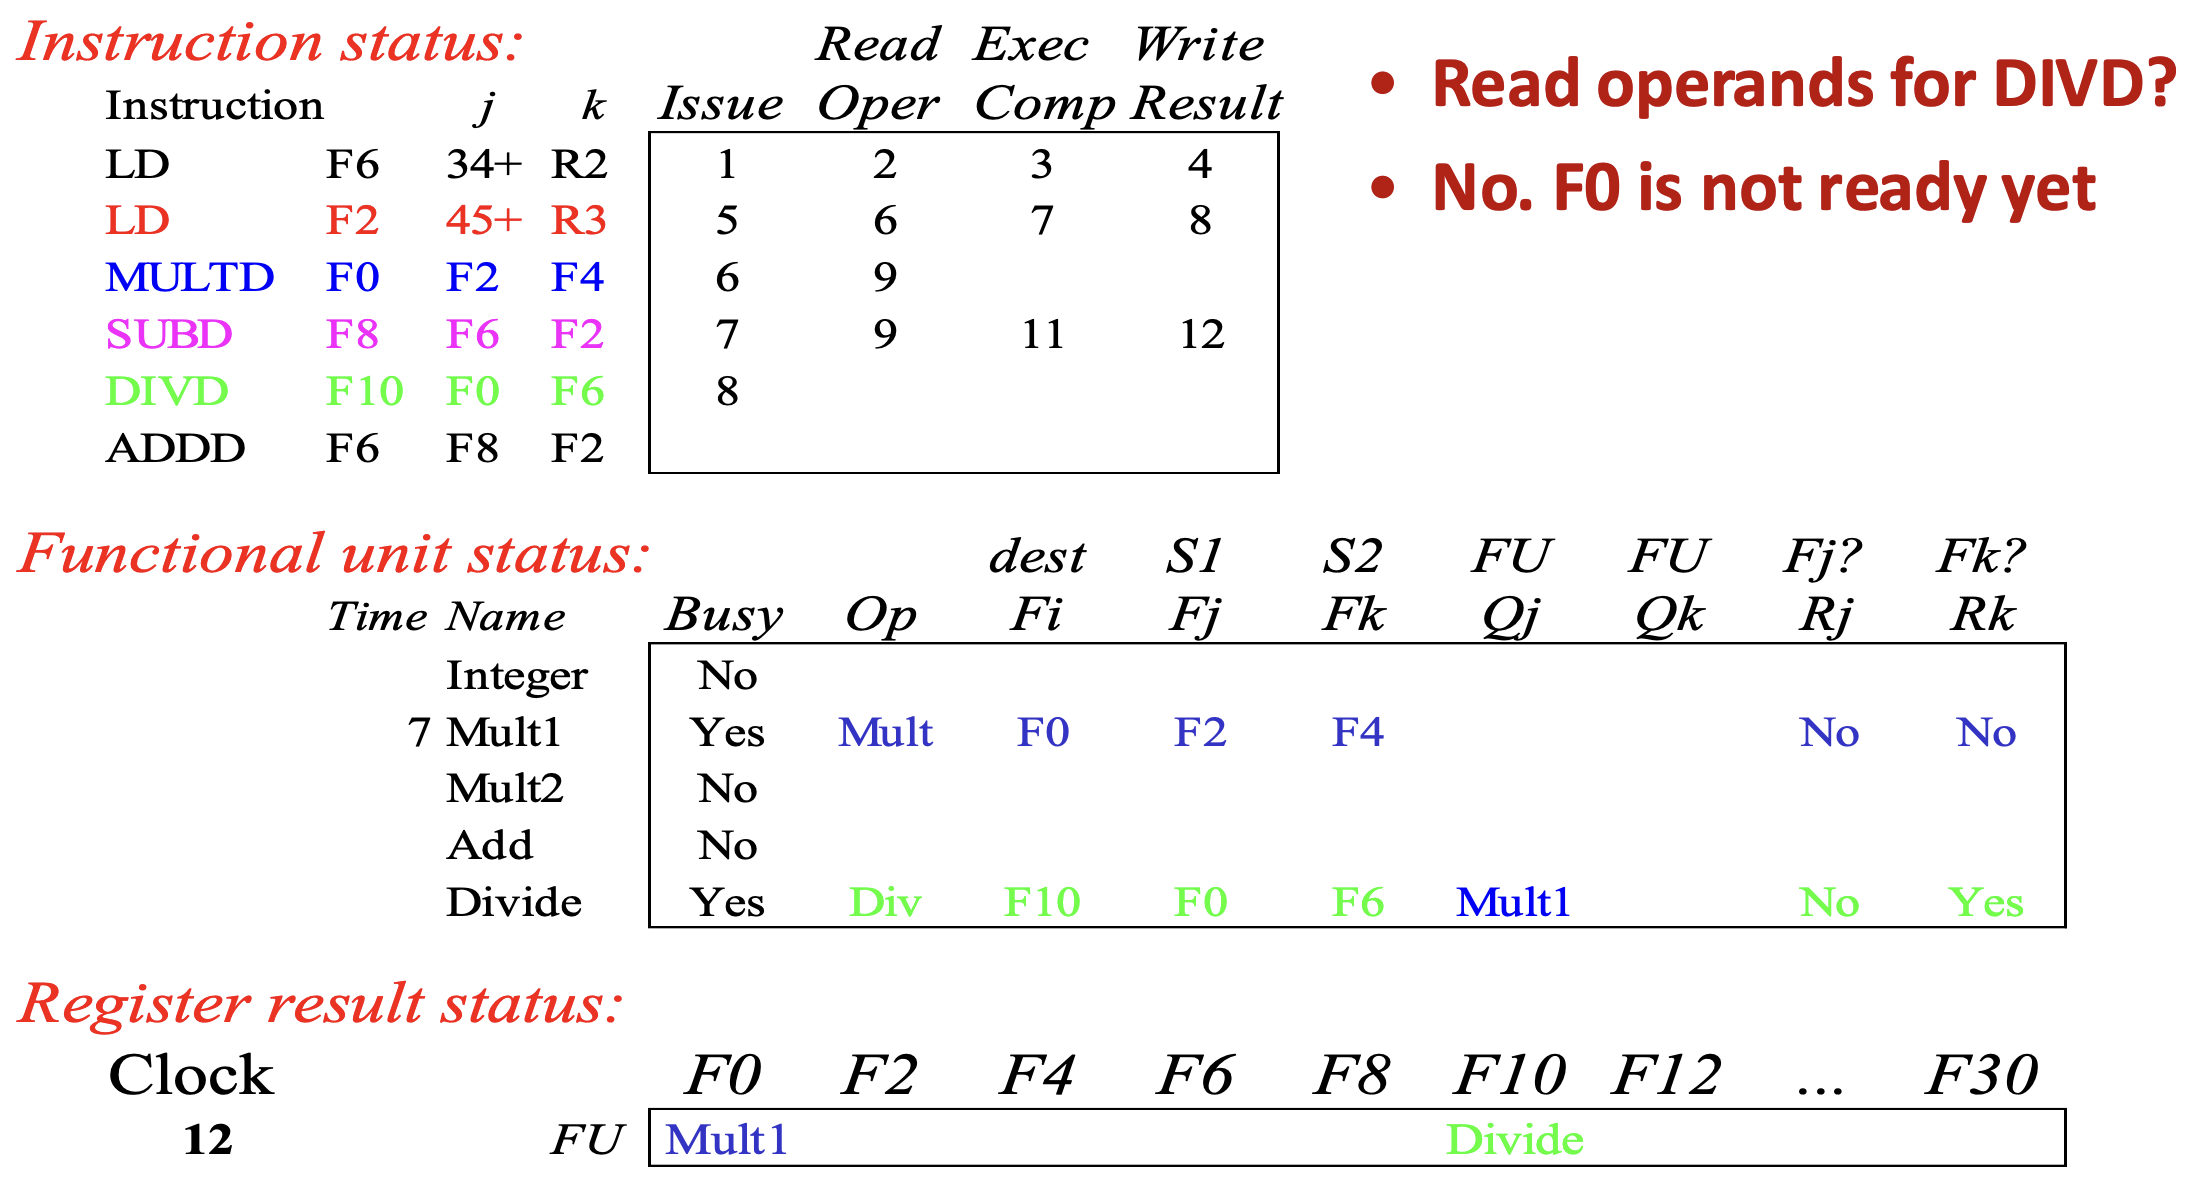 Instruction status: Read Exec Write
Instruction j k Issue Oper Comp Result
LD F6 34+ R2 1 2 3 4
LD F2 45+ R3 5 6 7 8
MULTD F0 F2 F4 6 9
SUBD F8 F6 F2 7 9 11 12
DIVD F10 F0 F6 8
ADDD F6 F8 F2
• Read operands for DIVD?
• No. F0 is not ready yet
Functional unit status: dest S1 S2 FU FU Fj? Fk?
Time Name Busy Op Fi Fj Fk Qj Qk Rj Rk
Integer No
7 Mult1 Yes Mult F0 F2 F4 No No
Mult2 No
Add No
Divide Yes Div F10 F0 F6 Mult1 No Yes
Register result status:
Clock F0 F2 F4 F6 F8 F10 F12 ... F30
12 FU Mult1 Divide